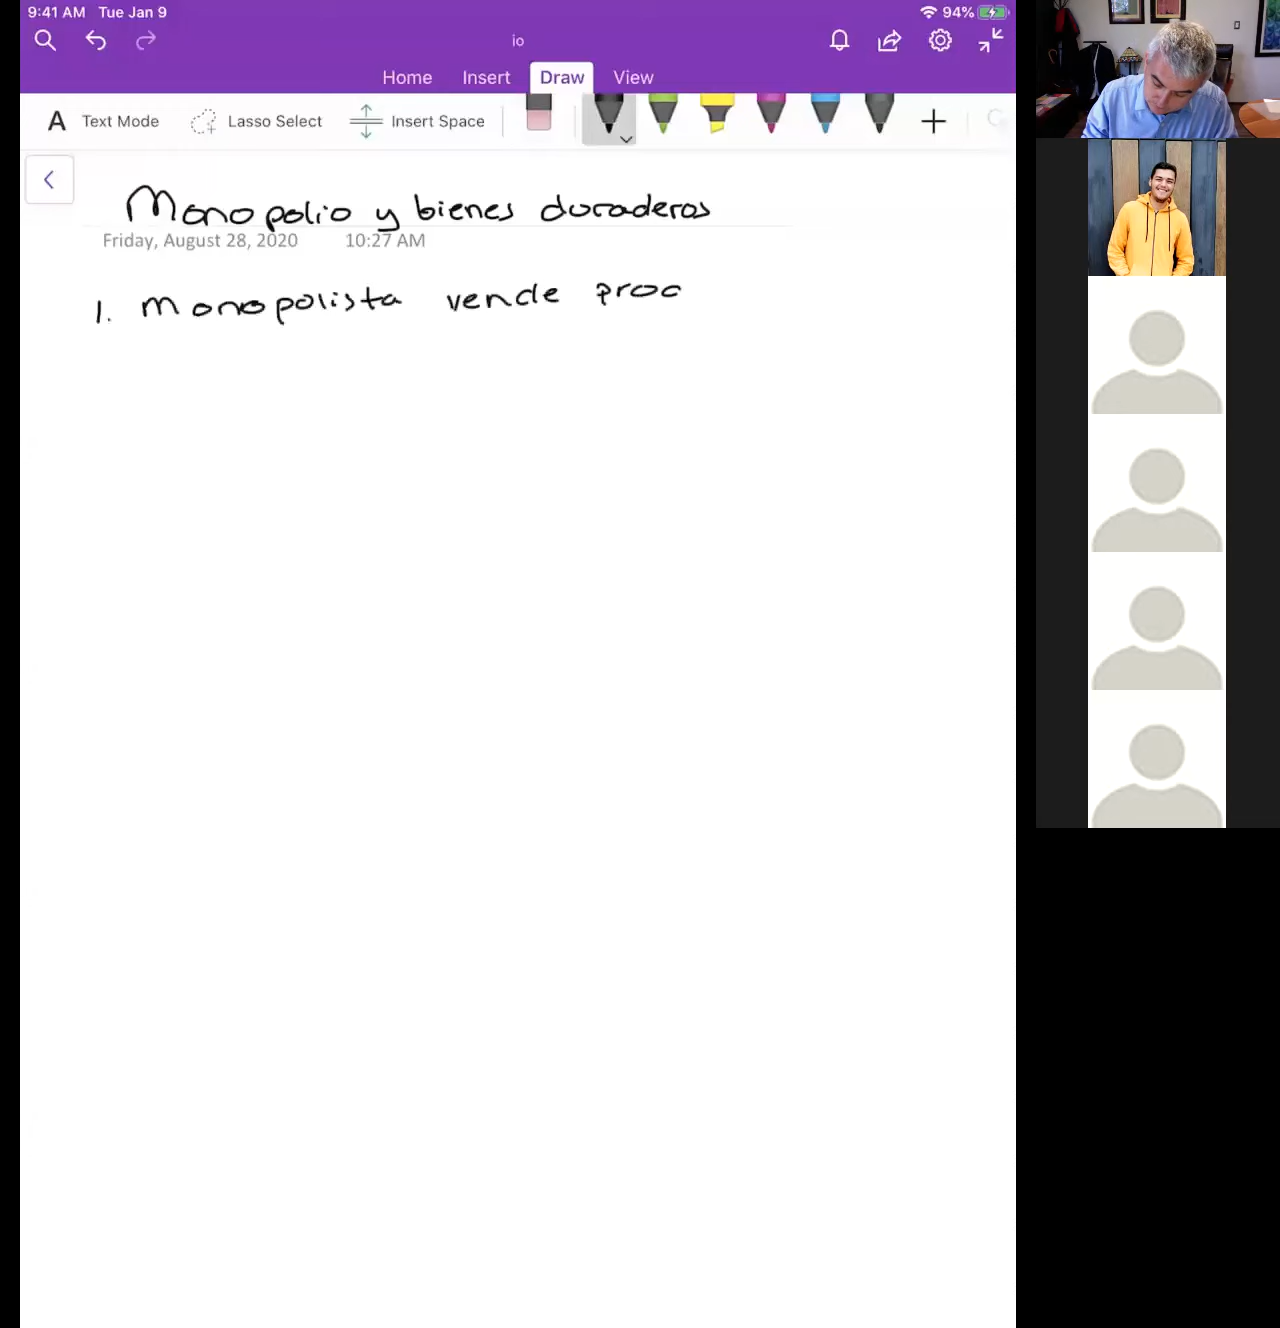 9:41 AM Tue Jan 9
94%
io
Home Insert Draw View
A Text Mode Lasso Select Insert Space
Monopolio y bienes duraderos
Friday, August 28, 2020 10:27 AM
1. Monopolista vende proc